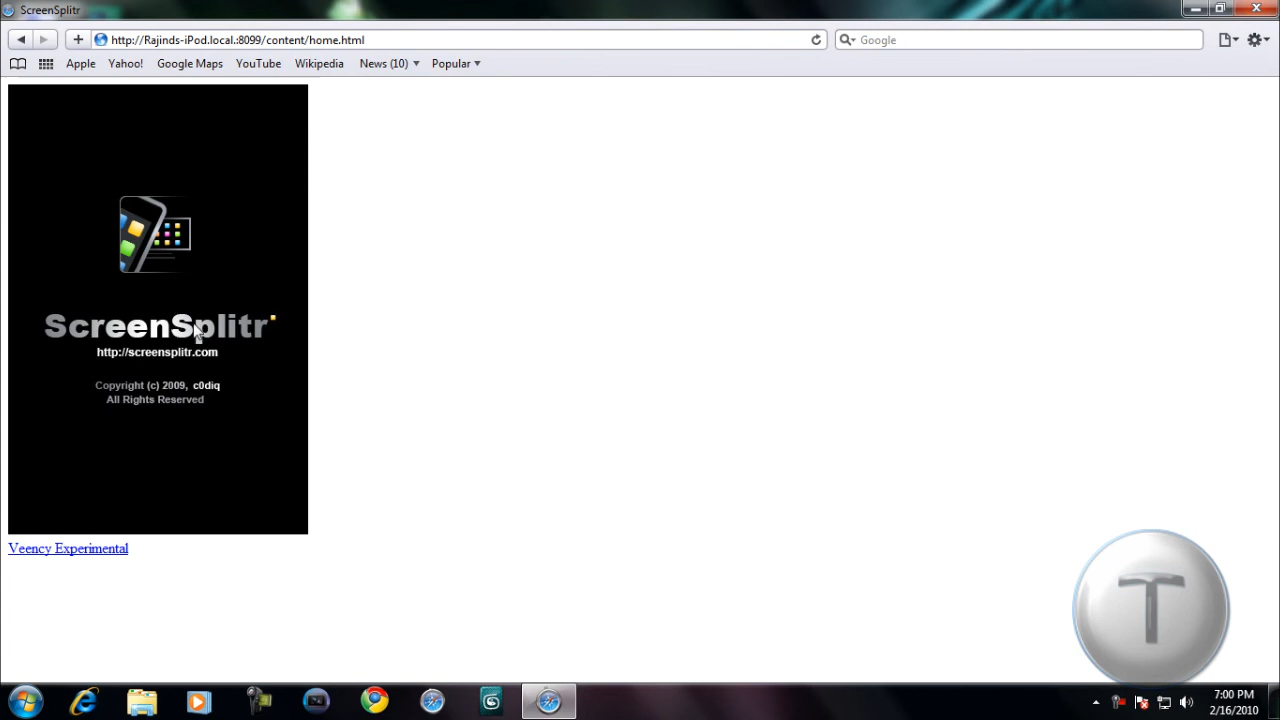 ScreenSplitr
http://Rajinds-iPod.local.:8099/content/home.html
Google
Apple Yahoo! Google Maps YouTube Wikipedia News (10) Popular
ScreenSplitr
http://screensplitr.com
Copyright (c) 2009, c0diq
All Rights Reserved
Veency Experimental
T
7:00 PM
2/16/2010